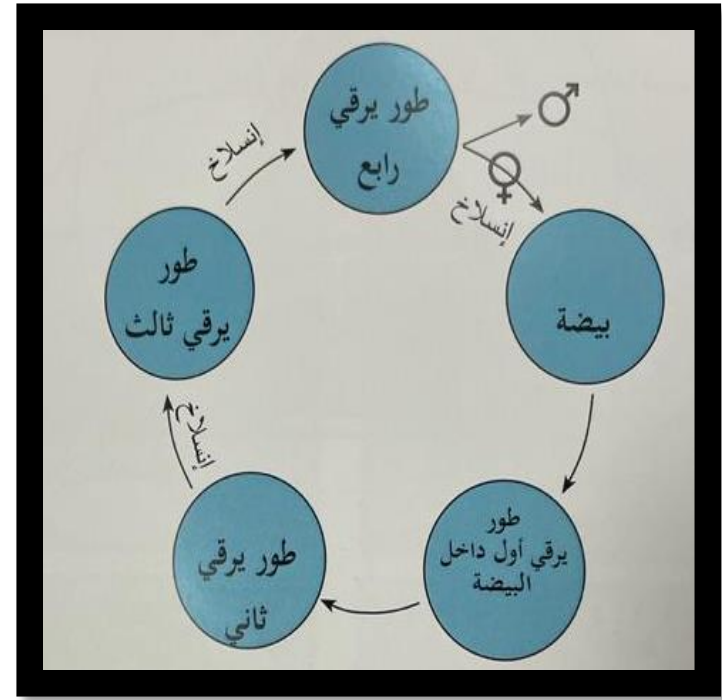 طور يرقي
رابع
إنسلاخ
بيضة
طور
يرقي أول داخل
البيضة
طور يرقي
ثاني
إنسلاخ
طور
يرقي ثالث
إنسلاخ